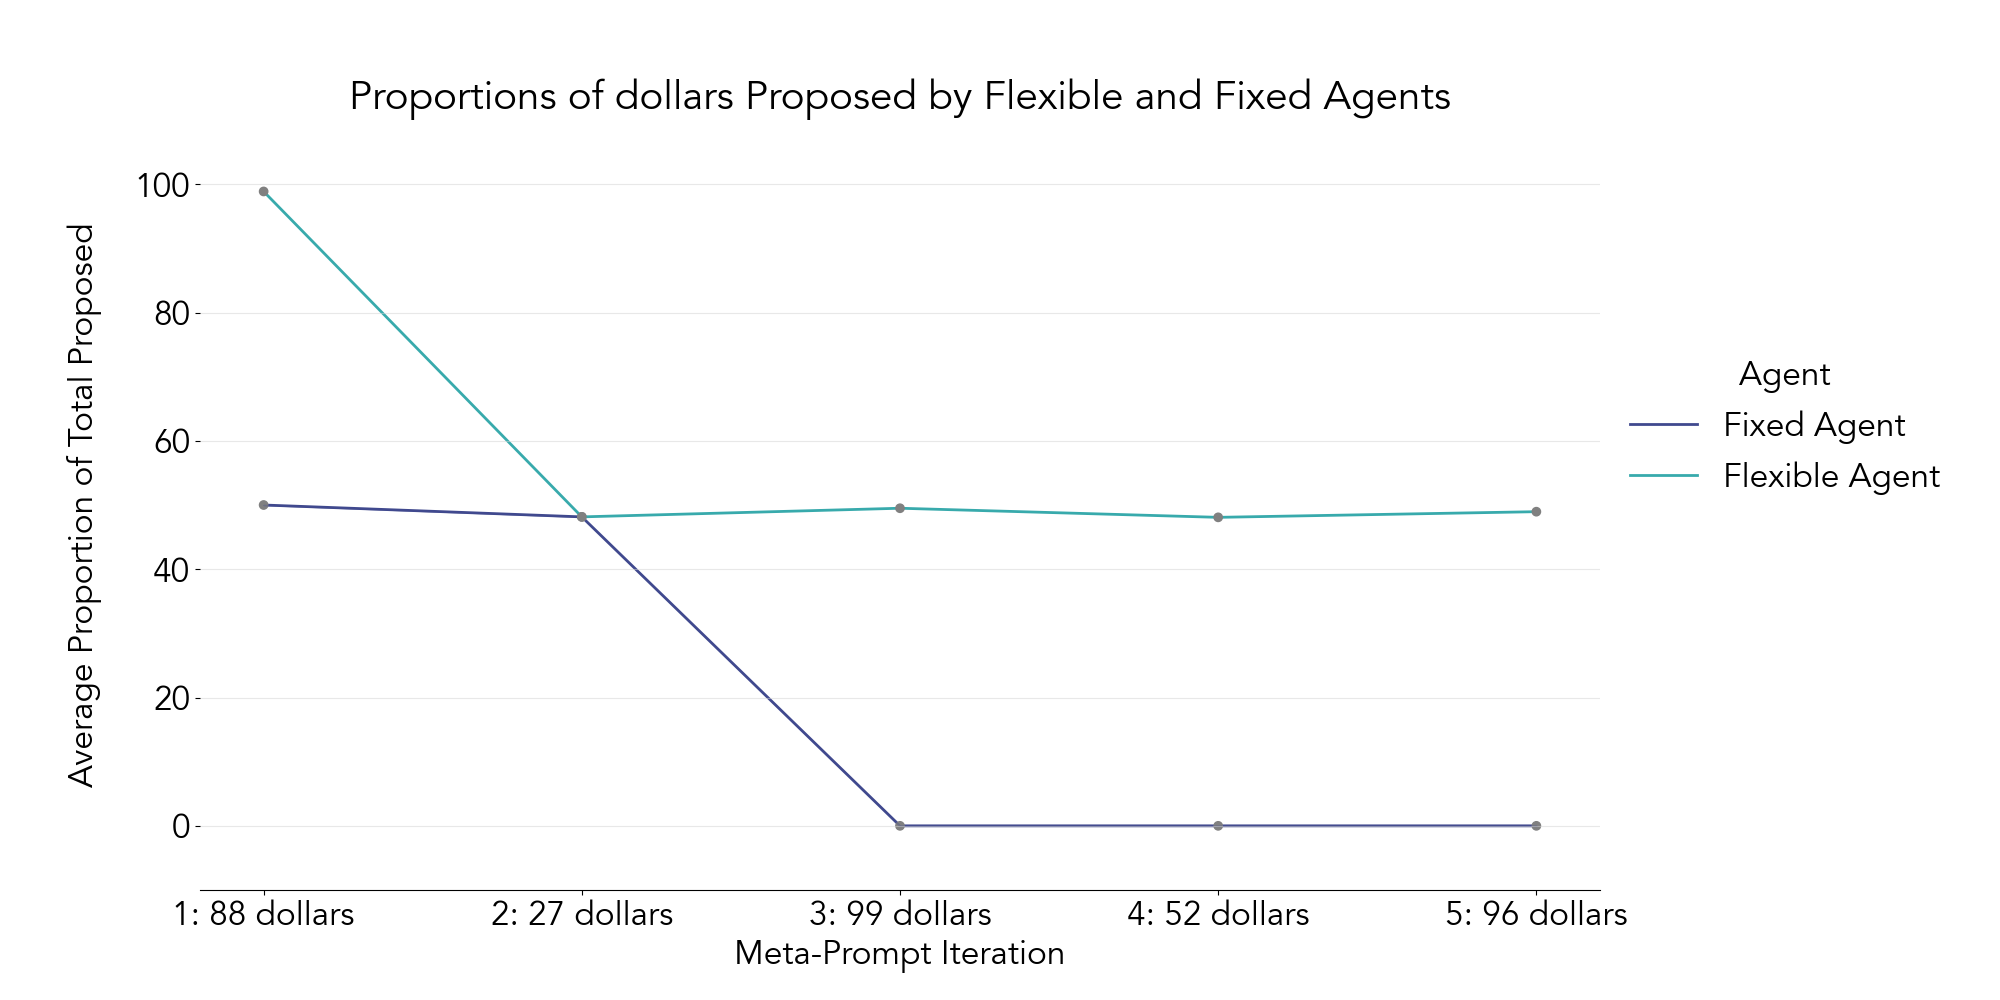 Proportions of dollars Proposed by Flexible and Fixed Agents
Average Proportion of Total Proposed
100
80
60
40
20
0
1: 88 dollars
2: 27 dollars
3: 99 dollars
4: 52 dollars
5: 96 dollars
Meta-Prompt Iteration
Agent
Fixed Agent
Flexible Agent